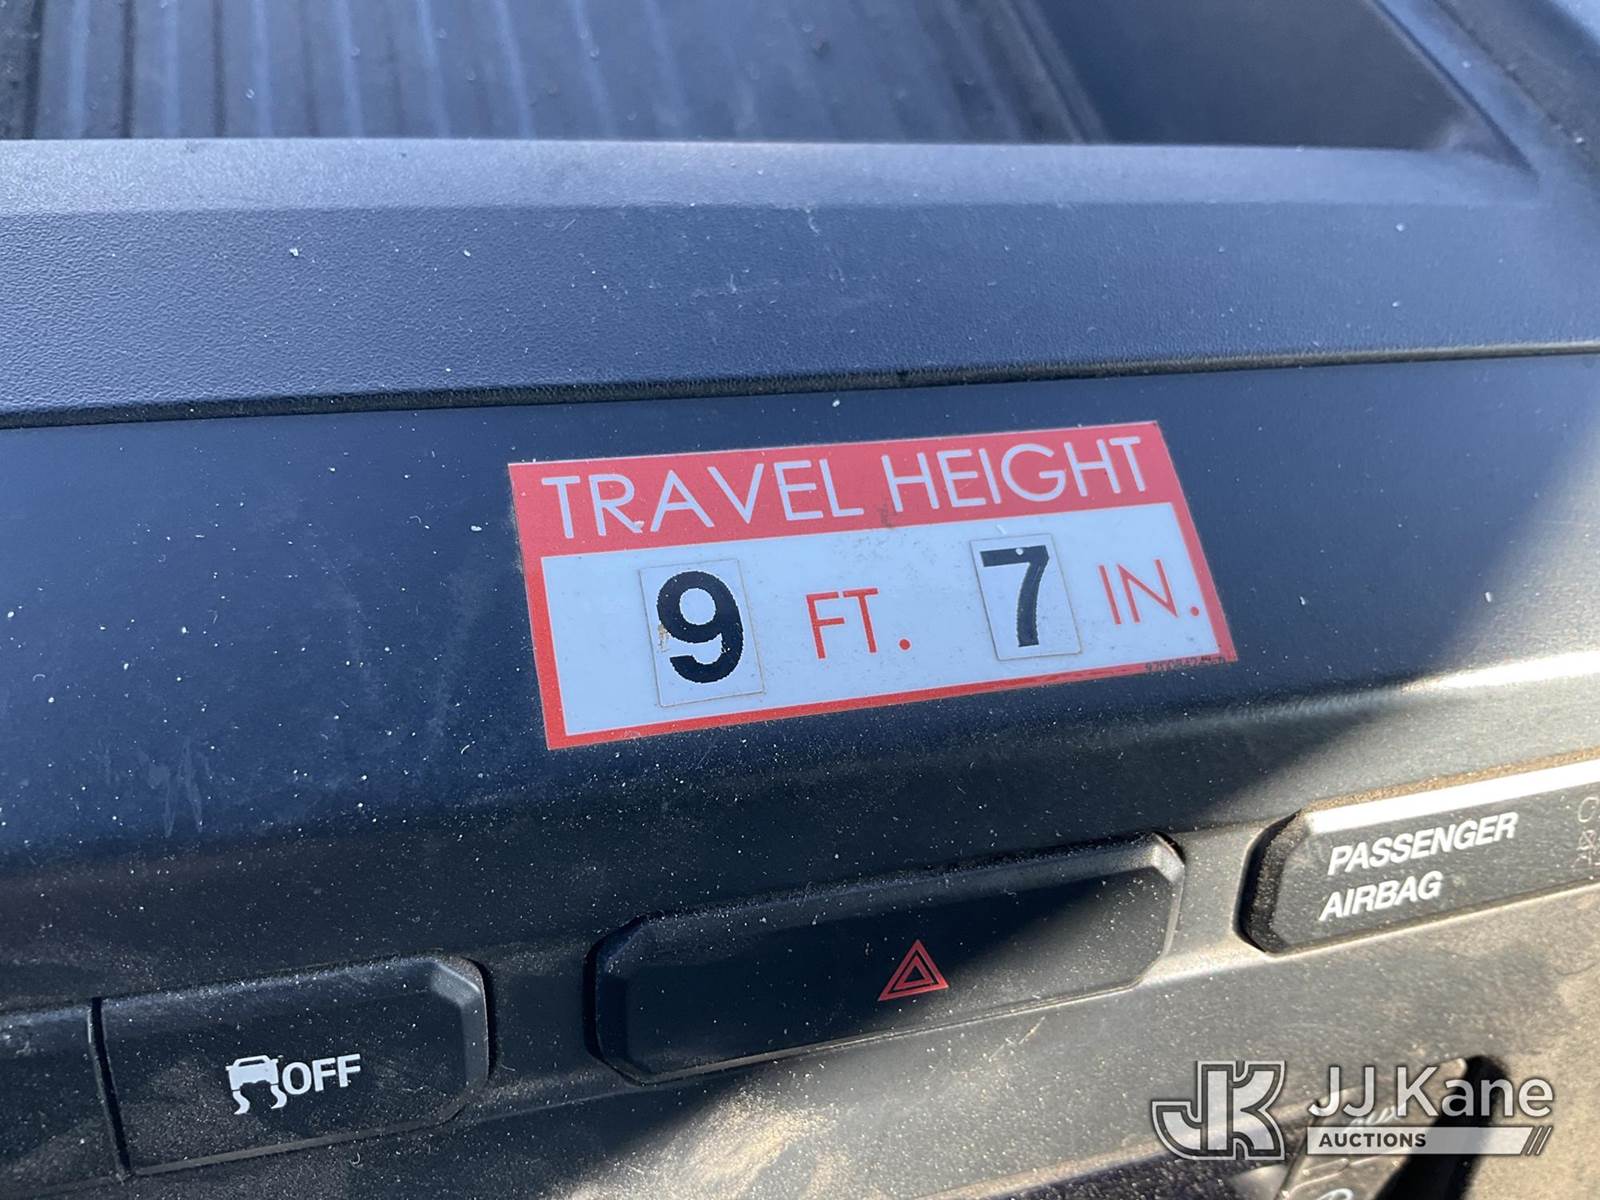 TRAVEL HEIGHT
9 FT. 7 IN.
PASSENGER
AIRBAG
OFF
JJ Kane
AUCTIONS